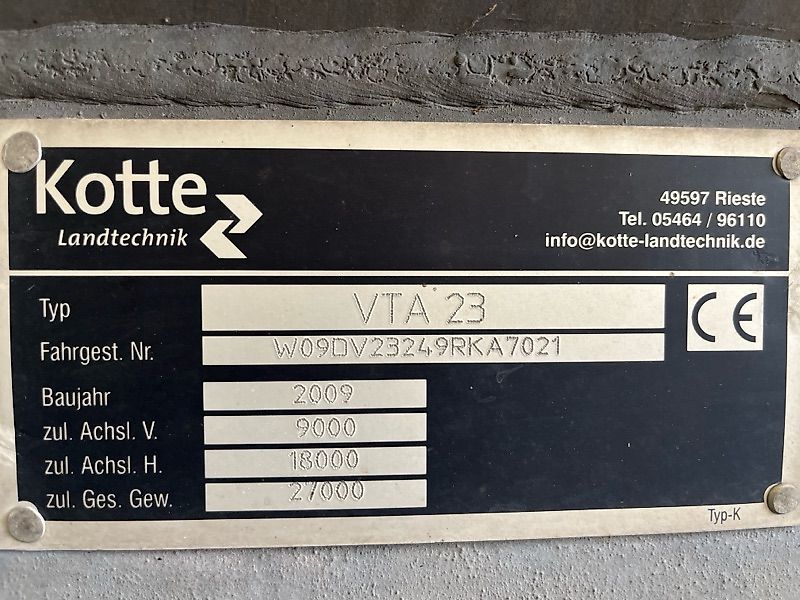 Kotte
Landtechnik
49597 Rieste
Tel. 05464 / 96110
info@kotte-landtechnik.de
Typ VTA 23
CE
Fahrgest. Nr. W09DV23249RKA7021
Baujahr 2009
zul. Achsl. V. 9000
zul. Achsl. H. 18000
zul. Ges. Gew. 27000
Typ-K